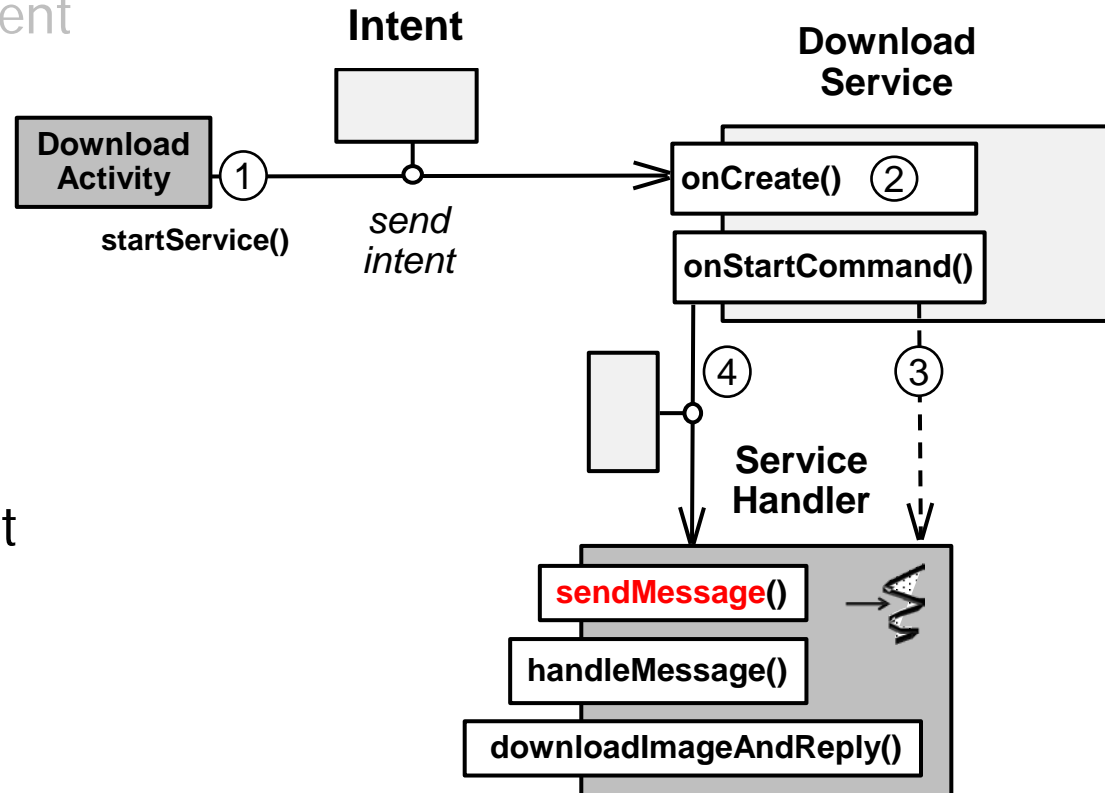 ent
Intent
Download
Service
Download
Activity
1
startService()
send
intent
onCreate()
2
onStartCommand()
4
3
Service
Handler
t
sendMessage()
handleMessage()
downloadImageAndReply()